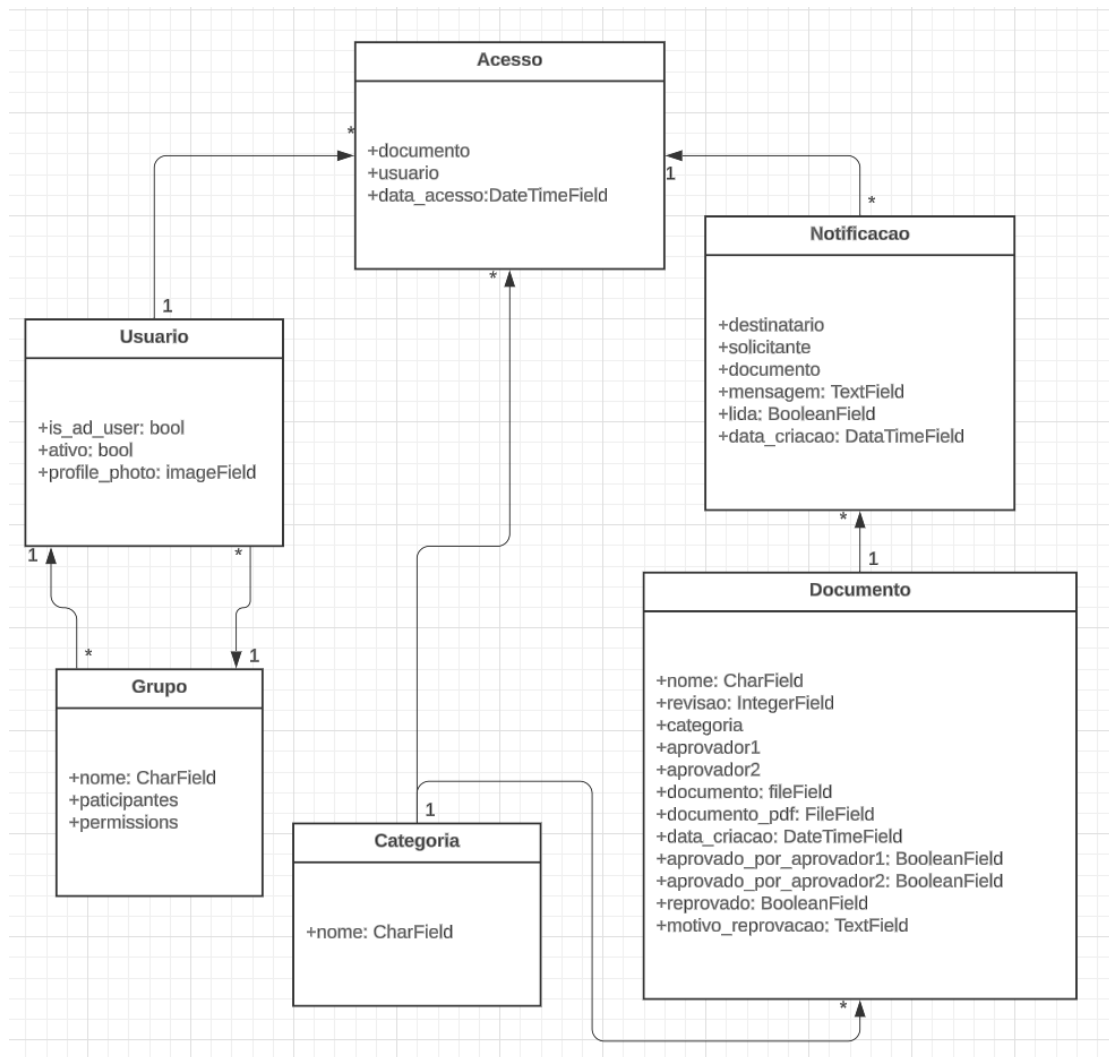 Acesso
+documento
+usuario
+data_acesso:DateTimeField
*
*
1
*
Notificacao
+destinatario
+solicitante
+documento
+mensagem: TextField
+lida: BooleanField
+data_criacao: DataTimeField
*
1
1
Usuario
+is_ad_user: bool
+ativo: bool
+profile_photo: imageField
1
*
*
1
Grupo
+nome: CharField
+paticipantes
+permissions
1
Categoria
+nome: CharField
Documento
+nome: CharField
+revisao: IntegerField
+categoria
+aprovador1
+aprovador2
+documento: fileField
+documento_pdf: FileField
+data_criacao: DateTimeField
+aprovado_por_aprovador1: BooleanField
+aprovado_por_aprovador2: BooleanField
+reprovado: BooleanField
+motivo_reprovacao: TextField
*